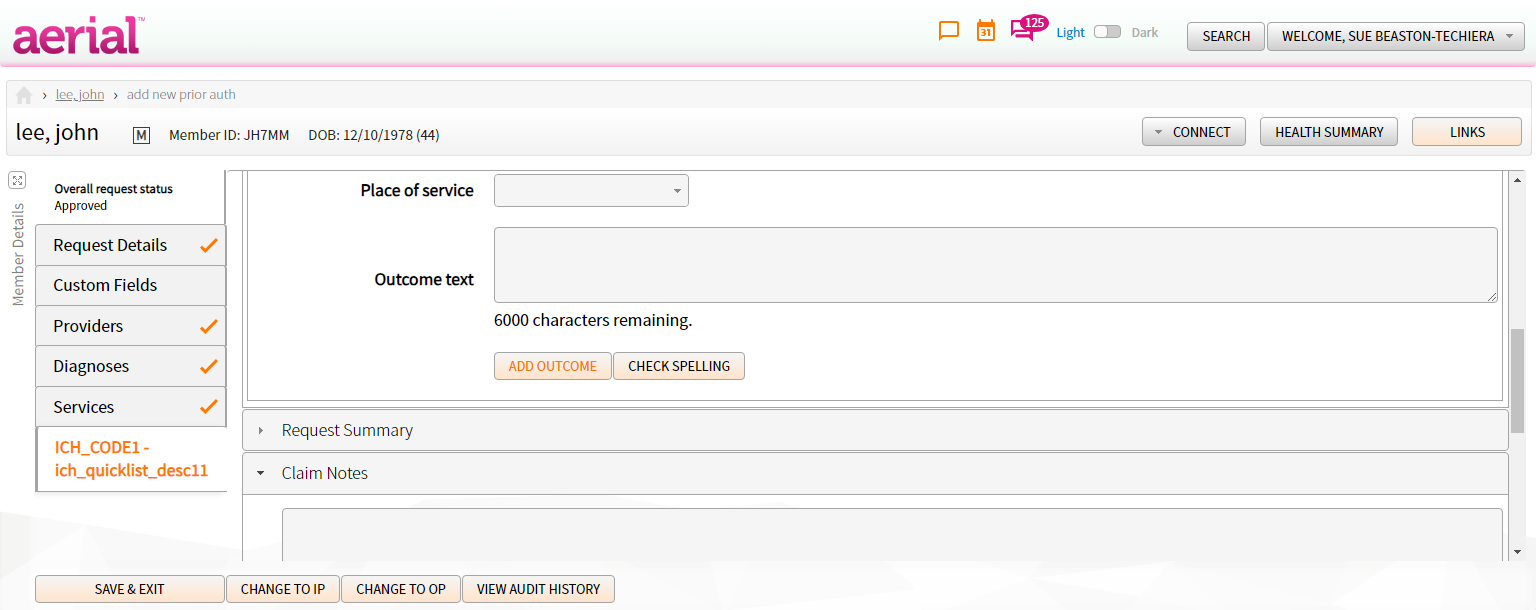 aerial™
31
125
Light Dark
SEARCH
WELCOME, SUE BEASTON-TECHIERA
› lee, john › add new prior auth
lee, john M Member ID: JH7MM DOB: 12/10/1978 (44)
CONNECT
HEALTH SUMMARY
LINKS
Member Details
Overall request status
Approved
Request Details
Custom Fields
Providers
Diagnoses
Services
ICH_CODE1 -
ich_quicklist_desc11
Place of service
Outcome text
6000 characters remaining.
ADD OUTCOME CHECK SPELLING
Request Summary
Claim Notes
SAVE & EXIT CHANGE TO IP CHANGE TO OP VIEW AUDIT HISTORY